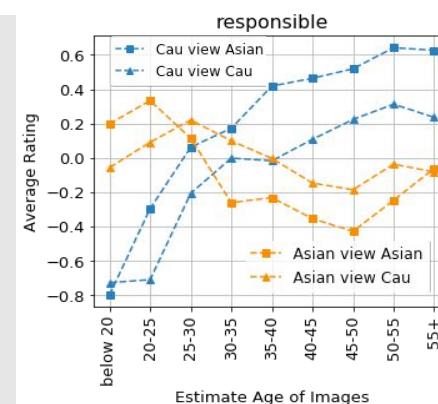 responsible
Cau view Asian
Cau view Cau
Average Rating
0.6
0.4
0.2
0.0
−0.2
−0.4
−0.6
−0.8
Asian view Asian
Asian view Cau
below 20
20-25
25-30
30-35
35-40
40-45
45-50
50-55
55+
Estimate Age of Images